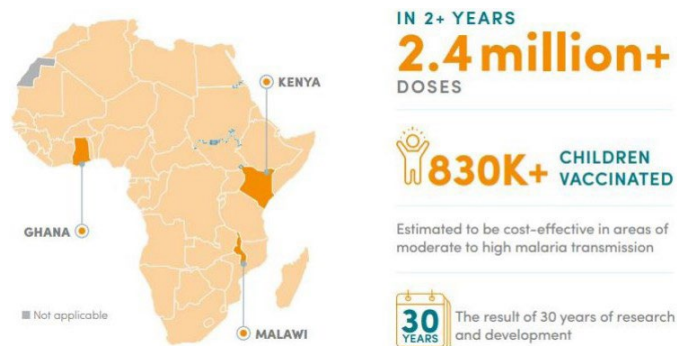 KENYA
GHANA
MALAWI
Not applicable
IN 2+ YEARS
2.4 million+
DOSES
830K+ CHILDREN
VACCINATED
Estimated to be cost-effective in areas of
moderate to high malaria transmission
30
YEARS
The result of 30 years of research
and development